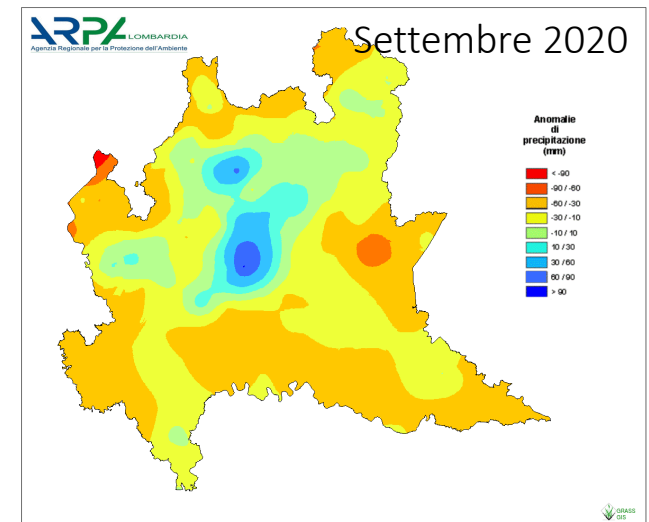 ARPA LOMBARDIA
Agenzia Regionale per la Protezione dell'Ambiente
Settembre 2020
Anomalie
di
precipitazione
(mm)
< -90
-90 / -60
-60 / -30
-30 / -10
-10 / 10
10 / 30
30 / 60
60 / 90
> 90
GRASS
GIS